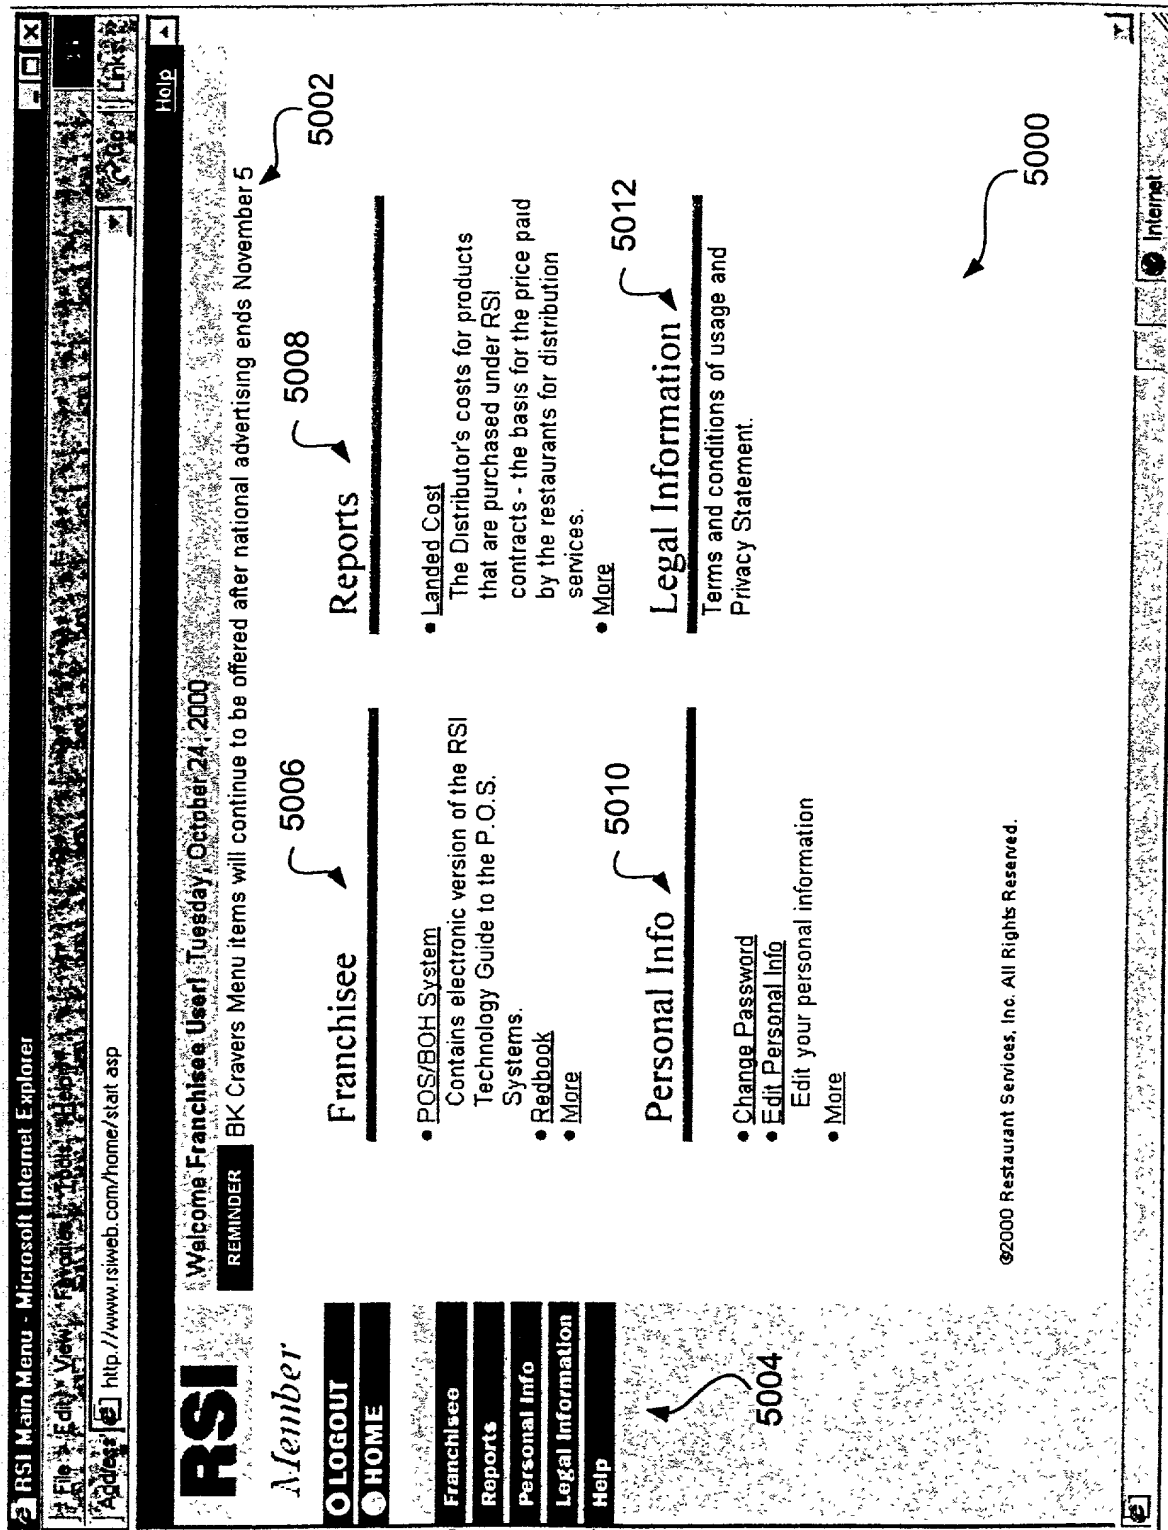 RSI Main Menu - Microsoft Internet Explorer
File Edit View Favorites Tools Help
Address http://www.rsiweb.com/home/start asp
Go Links
Help
RSI
Welcome Franchisee User! Tuesday, October 24, 2000
REMINDER BK Cravers Menu items will continue to be offered after national advertising ends November 5
5002
Member
LOGOUT
HOME
Franchisee
Reports
Personal Info
Legal Information
Help
5004
5006
Franchisee
• POS/BOH System
Contains electronic version of the RSI
Technology Guide to the P.O.S.
Systems.
• Redbook
• More
5008
Reports
• Landed Cost
The Distributor's costs for products
that are purchased under RSI
contracts - the basis for the price paid
by the restaurants for distribution
services.
• More
5010
Personal Info
• Change Password
• Edit Personal Info
Edit your personal information
• More
5012
Legal Information
Terms and conditions of usage and
Privacy Statement.
5000
©2000 Restaurant Services, Inc. All Rights Reserved.
Internet